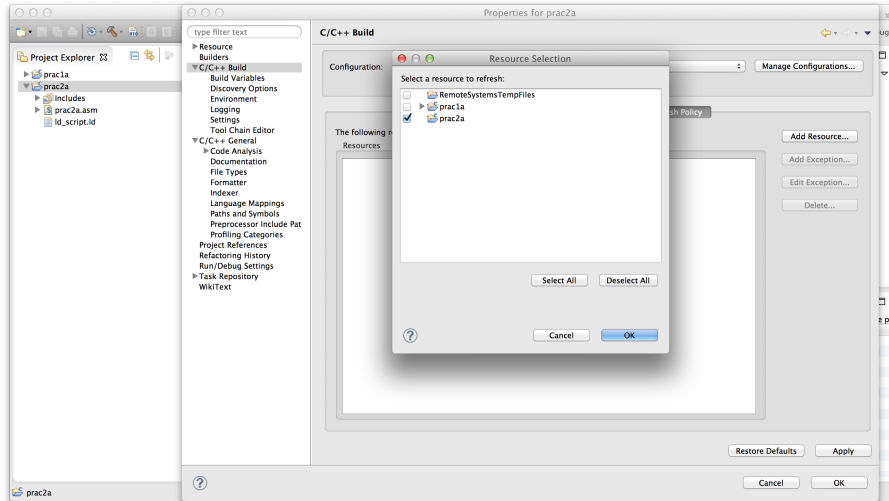 Properties for prac2a
type filter text
C/C++ Build
Project Explorer
prac1a
prac2a
Includes
prac2a.asm
ld_script.ld
Resource
Builders
C/C++ Build
Build Variables
Discovery Options
Environment
Logging
Settings
Tool Chain Editor
C/C++ General
Code Analysis
Documentation
File Types
Formatter
Indexer
Language Mappings
Paths and Symbols
Preprocessor Include Pat
Profiling Categories
Project References
Refactoring History
Run/Debug Settings
Task Repository
WikiText
Configuration:
Manage Configurations...
Resource Selection
Select a resource to refresh:
RemoteSystemsTempFiles
prac1a
prac2a
Select All
Deselect All
?
Cancel
OK
sh Policy
The following r
Resources
Add Resource...
Add Exception...
Edit Exception...
Delete...
Restore Defaults
Apply
?
Cancel
OK
prac2a
ug
e p